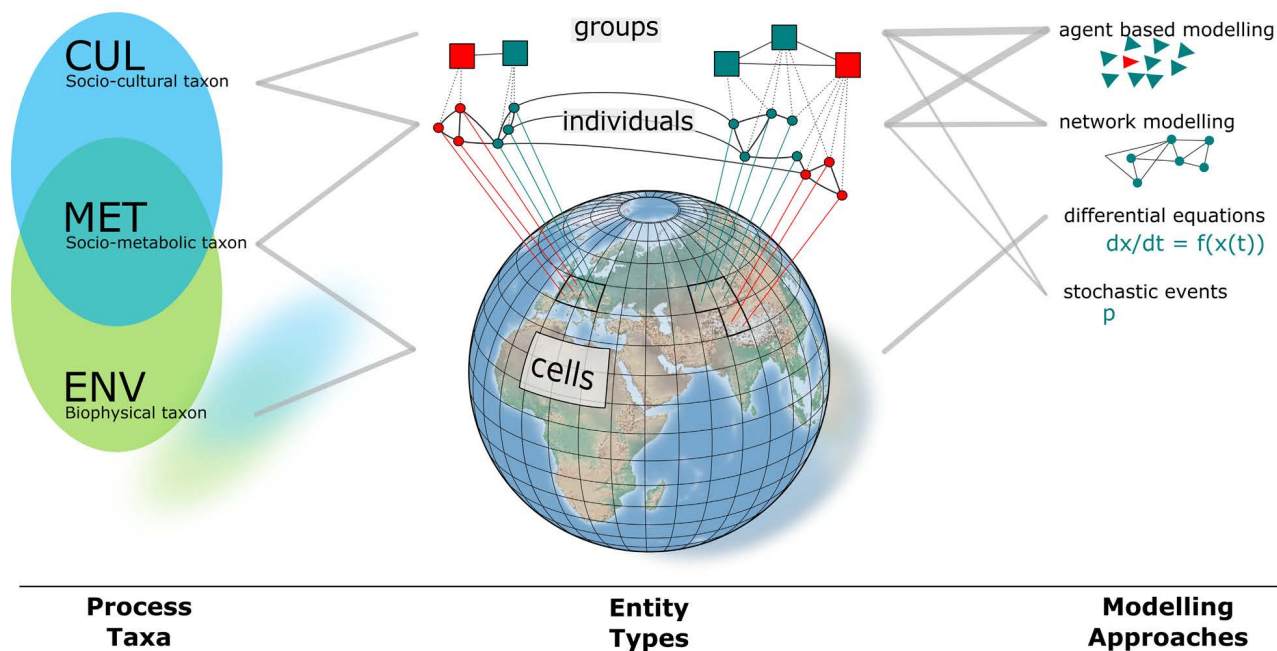 CUL
Socio-cultural taxon
MET
Socio-metabolic taxon
ENV
Biophysical taxon
groups
individuals
cells
agent based modelling
network modelling
differential equations
dx/dt = f(x(t))
stochastic events
p
Process
Taxa
Entity
Types
Modelling
Approaches